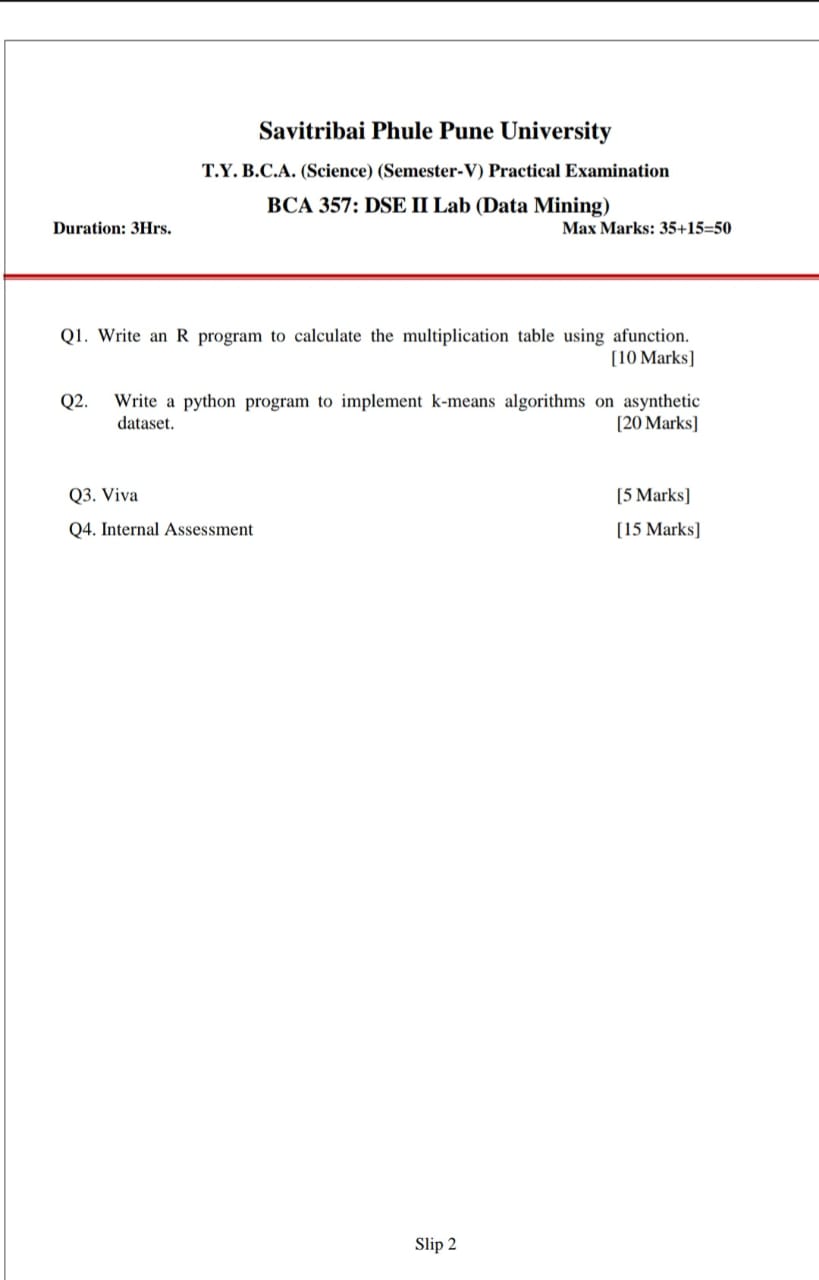 Savitribai Phule Pune University
T.Y. B.C.A. (Science) (Semester-V) Practical Examination
BCA 357: DSE II Lab (Data Mining)
Duration: 3Hrs. Max Marks: 35+15=50
Q1. Write an R program to calculate the multiplication table using afunction.
[10 Marks]
Q2. Write a python program to implement k-means algorithms on asynthetic
dataset. [20 Marks]
Q3. Viva [5 Marks]
Q4. Internal Assessment [15 Marks]
Slip 2